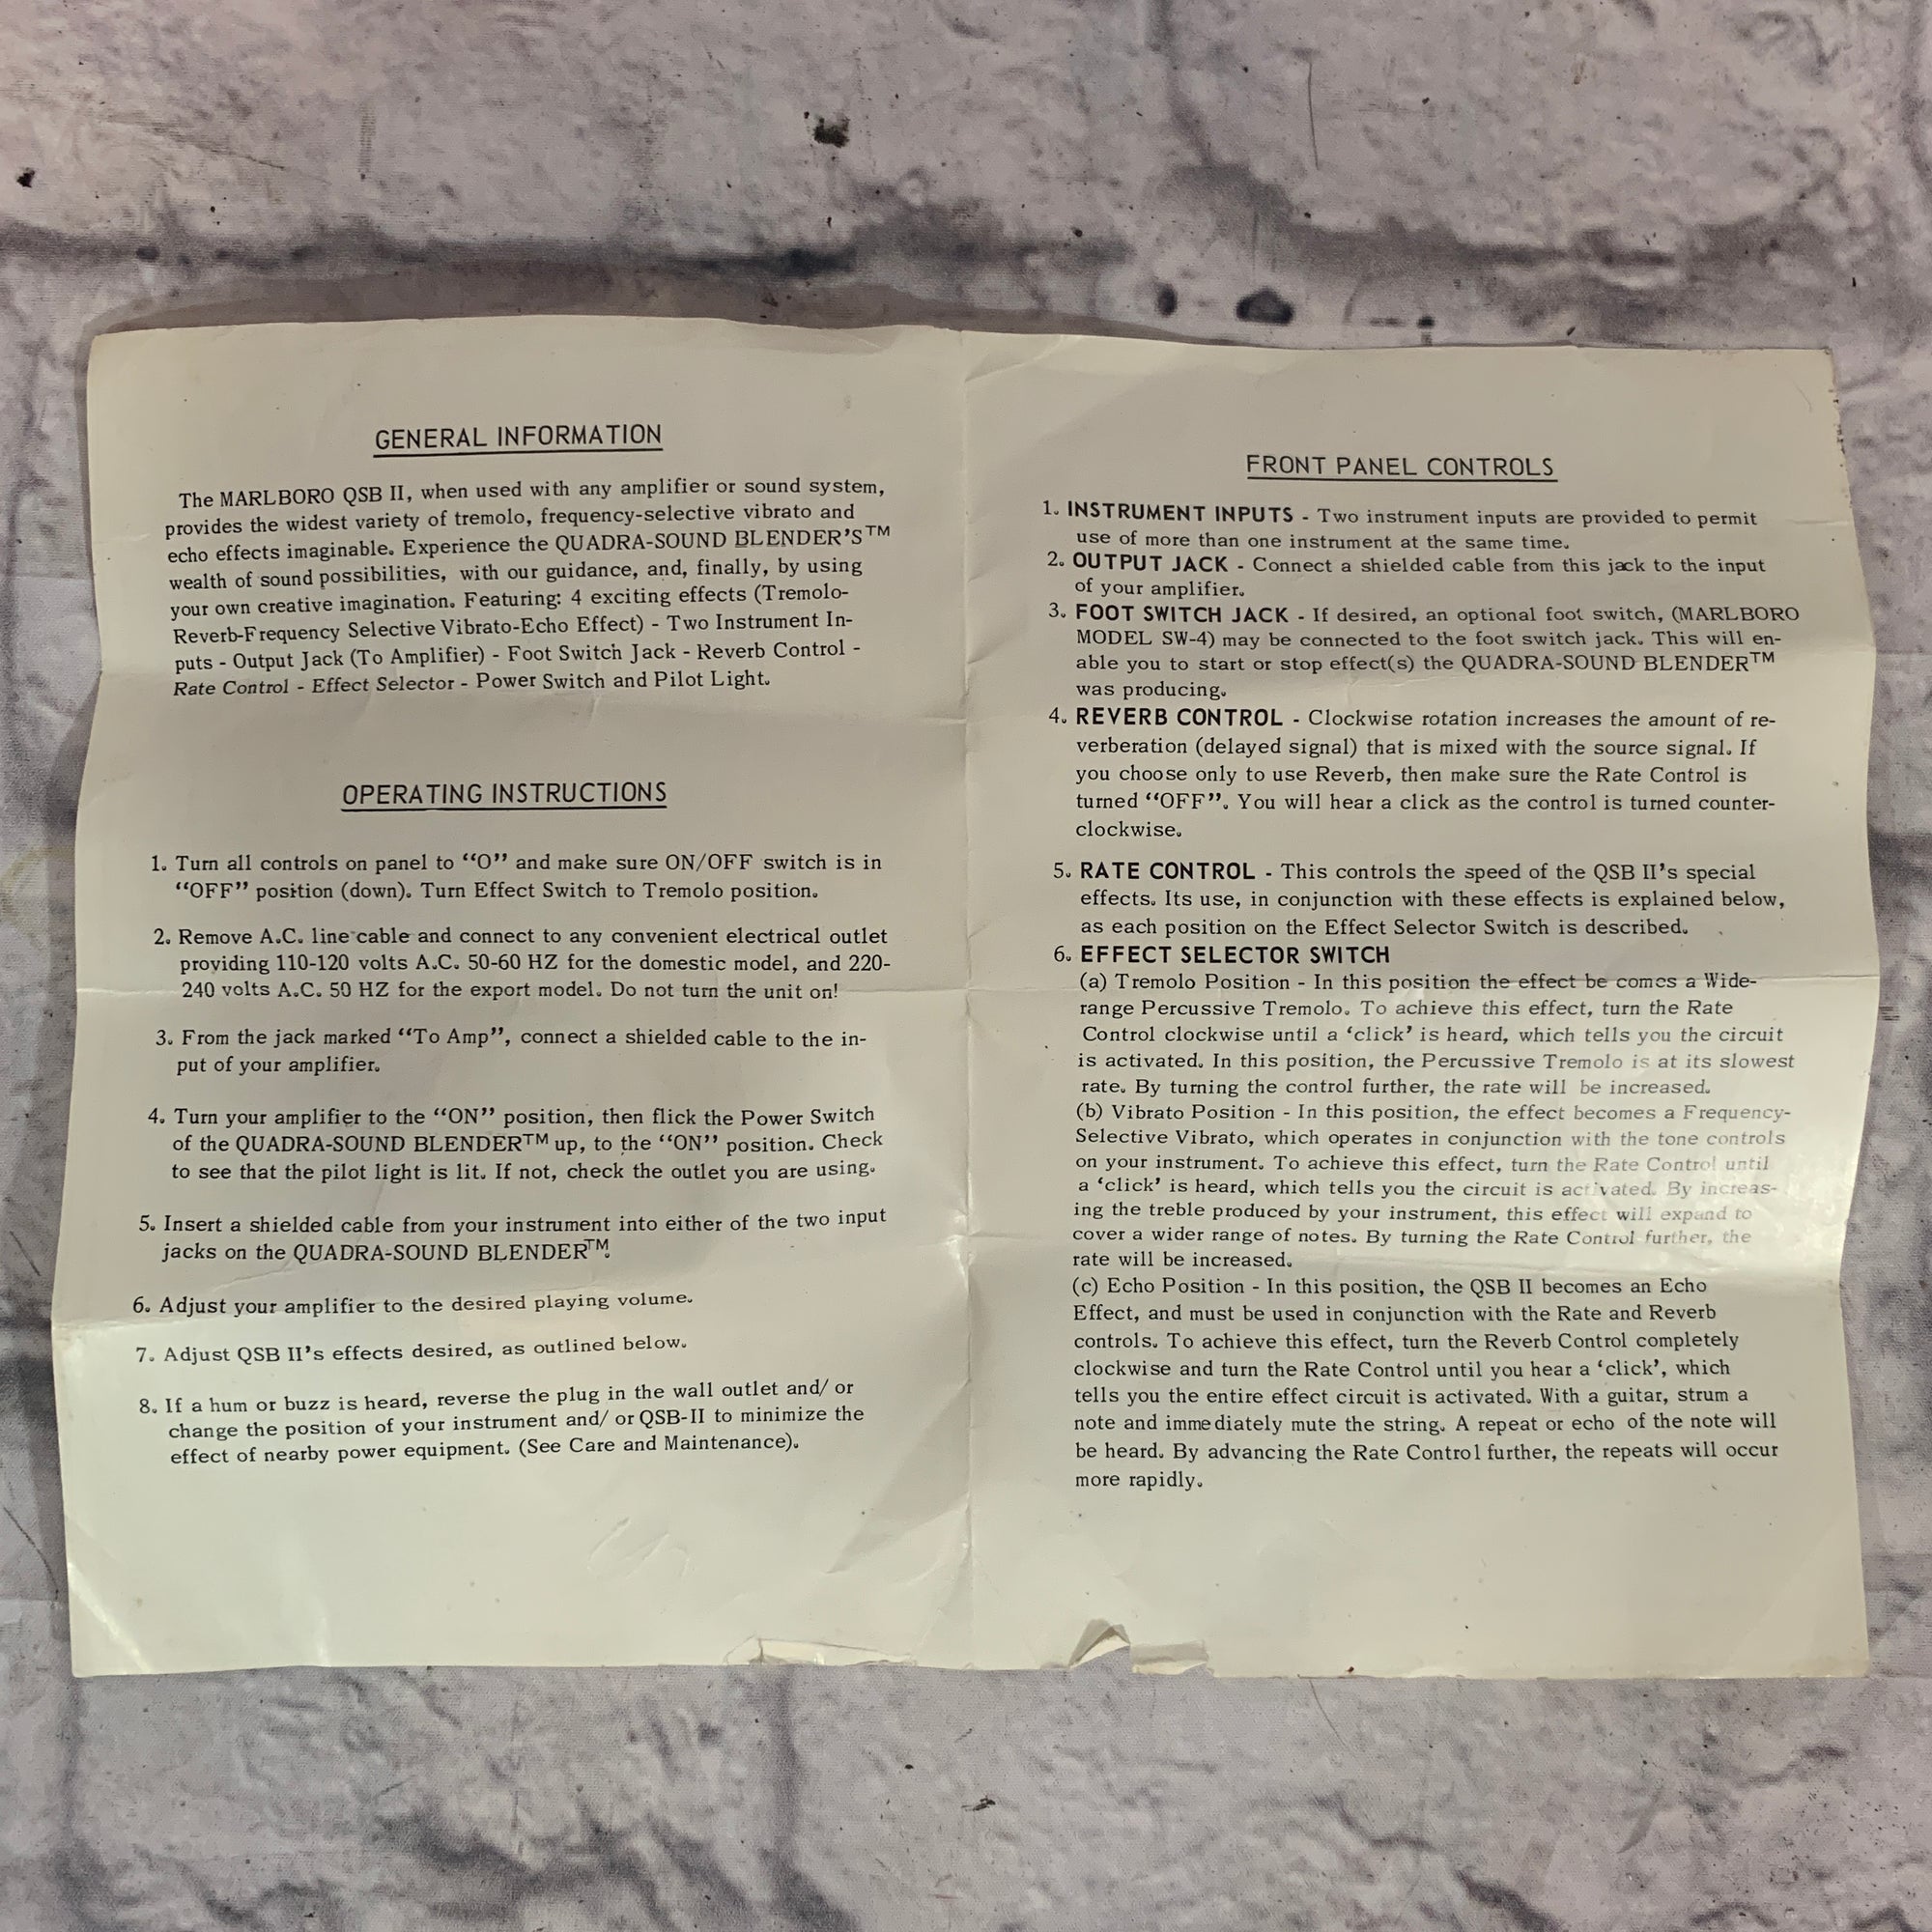 GENERAL INFORMATION
The MARLBORO QSB II, when used with any amplifier or sound system,
provides the widest variety of tremolo, frequency-selective vibrato and
echo effects imaginable. Experience the QUADRA-SOUND BLENDER'S™
wealth of sound possibilities, with our guidance, and, finally, by using
your own creative imagination. Featuring: 4 exciting effects (Tremolo-
Reverb-Frequency Selective Vibrato-Echo Effect) - Two Instrument In-
puts - Output Jack (To Amplifier) - Foot Switch Jack - Reverb Control -
Rate Control - Effect Selector - Power Switch and Pilot Light.
OPERATING INSTRUCTIONS
1. Turn all controls on panel to “O” and make sure ON/OFF switch is in
“OFF” position (down). Turn Effect Switch to Tremolo position.
2. Remove A.C. line cable and connect to any convenient electrical outlet
providing 110-120 volts A.C. 50-60 HZ for the domestic model, and 220-
240 volts A.C. 50 HZ for the export model. Do not turn the unit on!
3. From the jack marked “To Amp”, connect a shielded cable to the in-
put of your amplifier.
4. Turn your amplifier to the “ON” position, then flick the Power Switch
of the QUADRA-SOUND BLENDER™ up, to the “ON” position. Check
to see that the pilot light is lit. If not, check the outlet you are using.
5. Insert a shielded cable from your instrument into either of the two input
jacks on the QUADRA-SOUND BLENDER™.
6. Adjust your amplifier to the desired playing volume.
7. Adjust QSB II's effects desired, as outlined below.
8. If a hum or buzz is heard, reverse the plug in the wall outlet and/ or
change the position of your instrument and/ or QSB-II to minimize the
effect of nearby power equipment. (See Care and Maintenance).
FRONT PANEL CONTROLS
1. INSTRUMENT INPUTS - Two instrument inputs are provided to permit
use of more than one instrument at the same time.
2. OUTPUT JACK - Connect a shielded cable from this jack to the input
of your amplifier.
3. FOOT SWITCH JACK - If desired, an optional foot switch, (MARLBORO
MODEL SW-4) may be connected to the foot switch jack. This will en-
able you to start or stop effect(s) the QUADRA-SOUND BLENDER™
was producing.
4. REVERB CONTROL - Clockwise rotation increases the amount of re-
verberation (delayed signal) that is mixed with the source signal. If
you choose only to use Reverb, then make sure the Rate Control is
turned “OFF”. You will hear a click as the control is turned counter-
clockwise.
5. RATE CONTROL - This controls the speed of the QSB II's special
effects. Its use, in conjunction with these effects is explained below,
as each position on the Effect Selector Switch is described.
6. EFFECT SELECTOR SWITCH
(a) Tremolo Position - In this position the effect be comes a Wide-
range Percussive Tremolo. To achieve this effect, turn the Rate
Control clockwise until a ‘click’ is heard, which tells you the circuit
is activated. In this position, the Percussive Tremolo is at its slowest
rate. By turning the control further, the rate will be increased.
(b) Vibrato Position - In this position, the effect becomes a Frequency-
Selective Vibrato, which operates in conjunction with the tone controls
on your instrument. To achieve this effect, turn the Rate Control until
a ‘click’ is heard, which tells you the circuit is activated. By increas-
ing the treble produced by your instrument, this effect will expand to
cover a wider range of notes. By turning the Rate Control further, the
rate will be increased.
(c) Echo Position - In this position, the QSB II becomes an Echo
Effect, and must be used in conjunction with the Rate and Reverb
controls. To achieve this effect, turn the Reverb Control completely
clockwise and turn the Rate Control until you hear a ‘click’, which
tells you the entire effect circuit is activated. With a guitar, strum a
note and immediately mute the string. A repeat or echo of the note will
be heard. By advancing the Rate Control further, the repeats will occur
more rapidly.